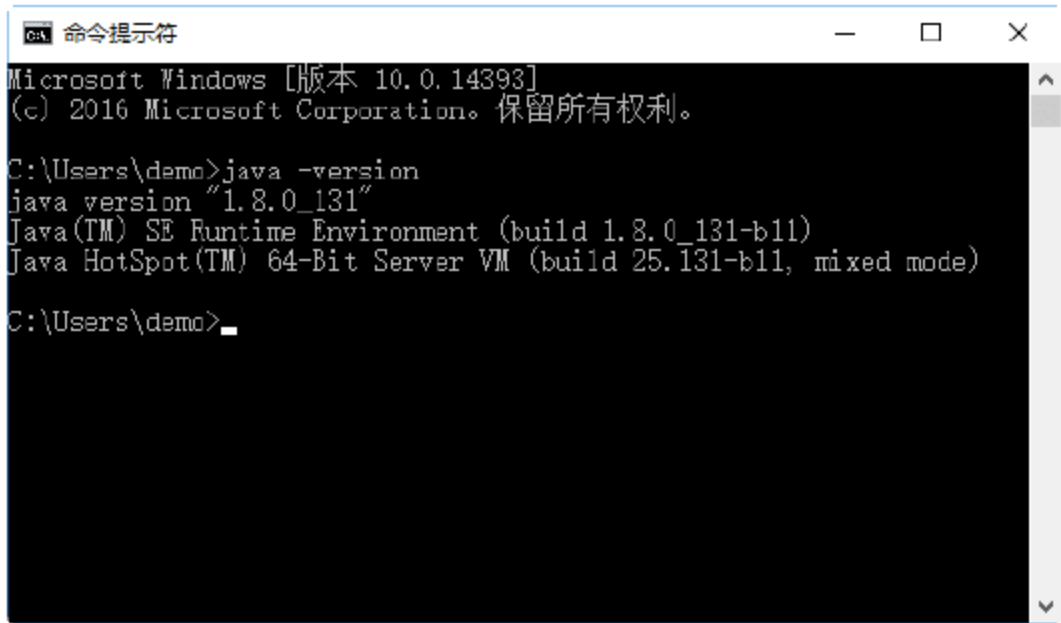 命令提示符
Microsoft Windows [版本 10.0.14393]
(c) 2016 Microsoft Corporation。保留所有权利。
C:\Users\demo>java -version
java version "1.8.0_131"
Java(TM) SE Runtime Environment (build 1.8.0_131-b11)
Java HotSpot(TM) 64-Bit Server VM (build 25.131-b11, mixed mode)
C:\Users\demo>